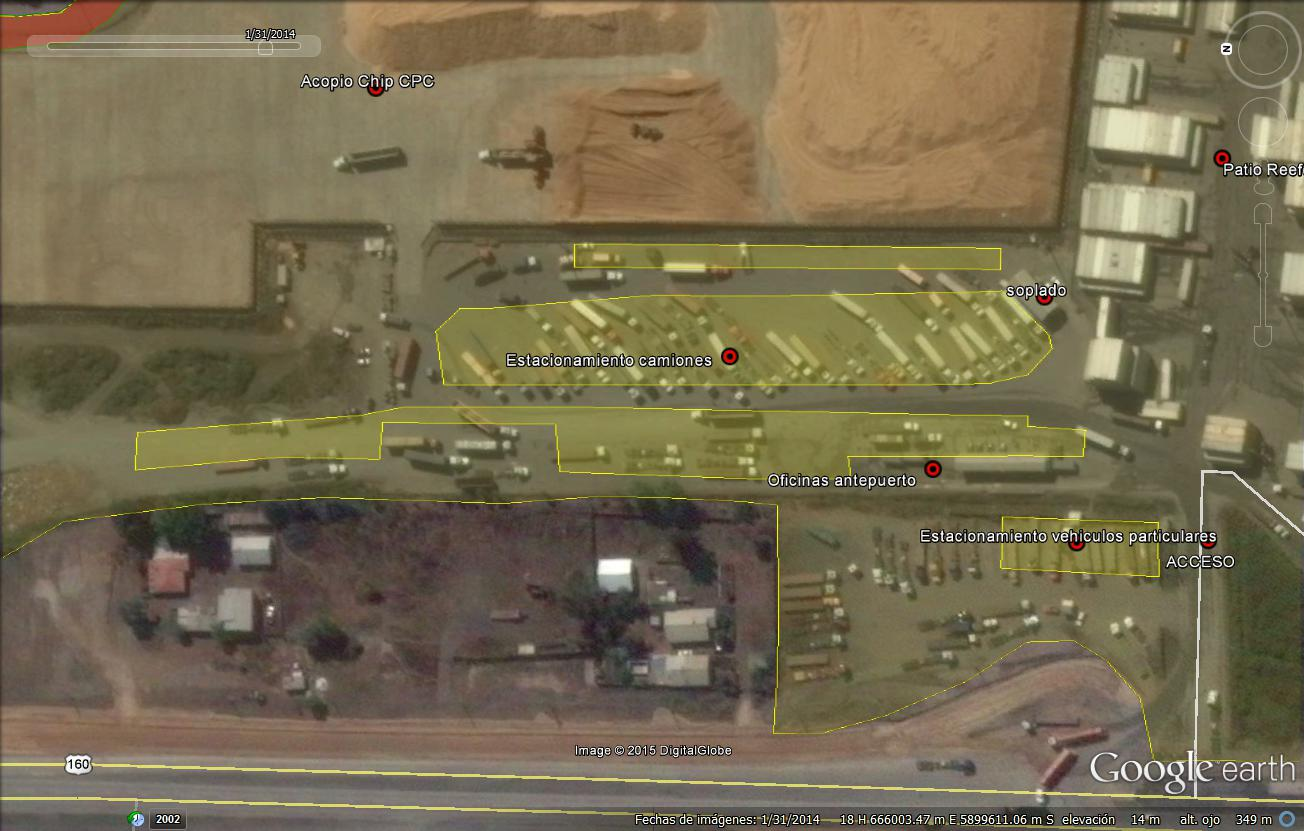 1/31/2014
Acopio Chip CPC
N
Patio Reef
soplado
Estacionamiento camiones
Oficinas antepuerto
Estacionamiento vehiculos particulares
ACCESO
Image © 2015 DigitalGlobe
160
Google earth
2002
Fechas de imágenes: 1/31/2014 18 H 666003.47 m E 5899611.06 m S elevación 14 m alt. ojo 349 m